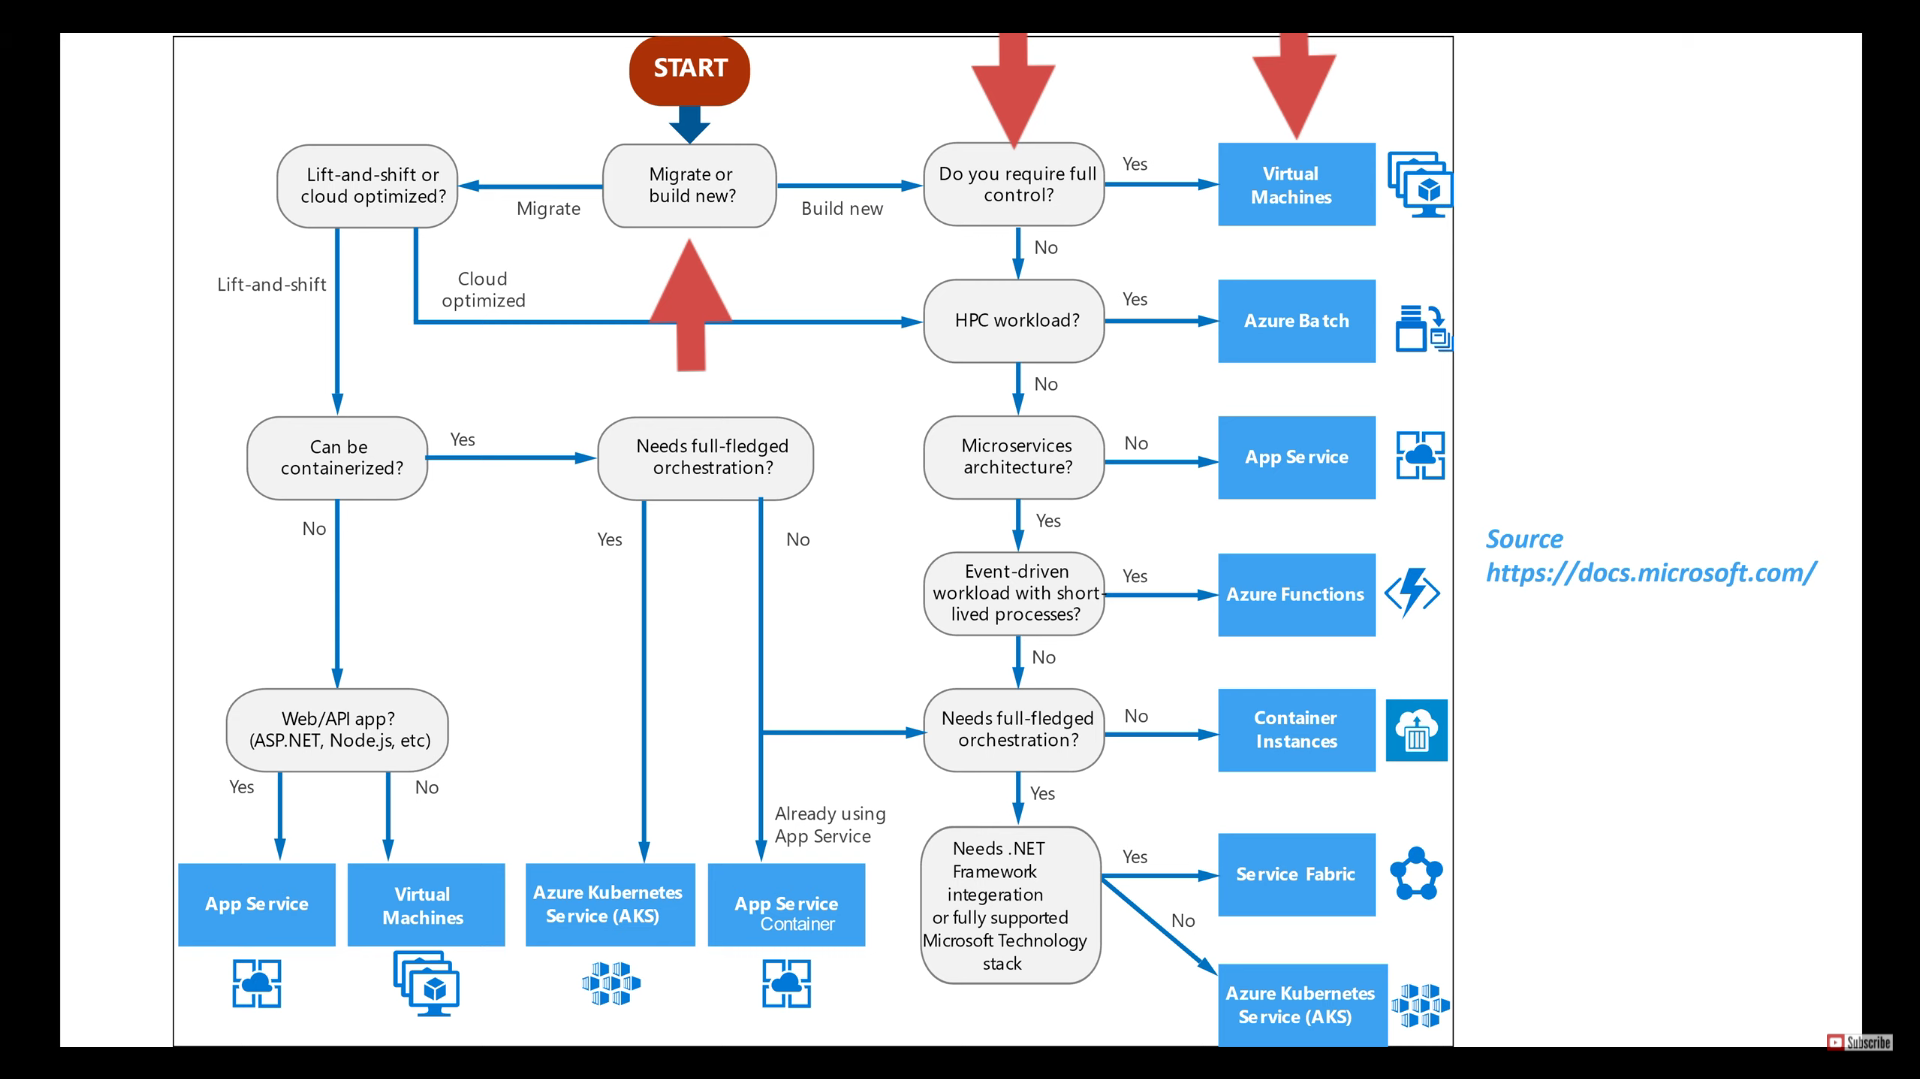 START
Lift-and-shift or
cloud optimized?
Migrate or
build new?
Do you require full
control?
Yes
Virtual
Machines
Migrate
Build new
No
Lift-and-shift
Cloud
optimized
HPC workload?
Yes
Azure Batch
No
Can be
containerized?
Yes
Needs full-fledged
orchestration?
Microservices
architecture?
No
App Service
No
Yes
No
Yes
Event-driven
workload with short-
lived processes?
Yes
Azure Functions
Source
https://docs.microsoft.com/
No
Web/API app?
(ASP.NET, Node.js, etc)
Needs full-fledged
orchestration?
No
Container
Instances
Yes
No
Already using
App Service
Yes
Needs .NET
Framework
integeration
or fully supported
Microsoft Technology
stack
Yes
Service Fabric
No
App Service
Virtual
Machines
Azure Kubernetes
Service (AKS)
App Service
Container
Azure Kubernetes
Service (AKS)
Subscribe